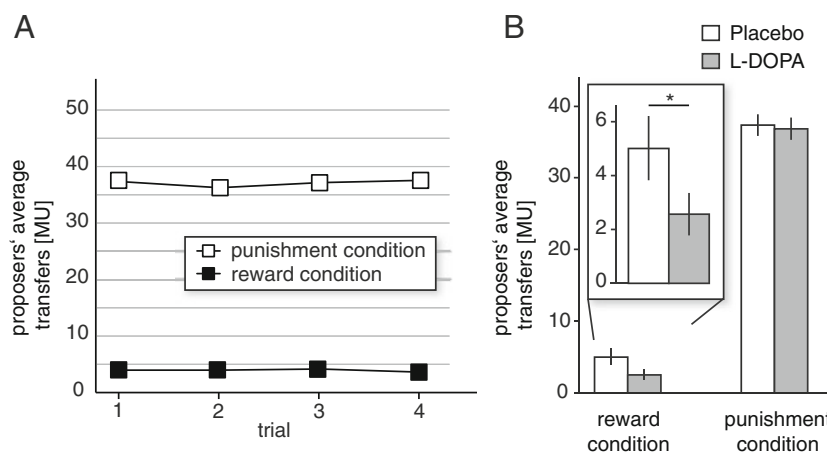 A
proposers‘ average
transfers [MU]
50
40
30
20
10
0
punishment condition
reward condition
1 2 3 4
trial
B
Placebo
L-DOPA
proposers‘ average
transfers [MU]
40
30
20
10
0
*
6
4
2
0
reward
condition
punishment
condition